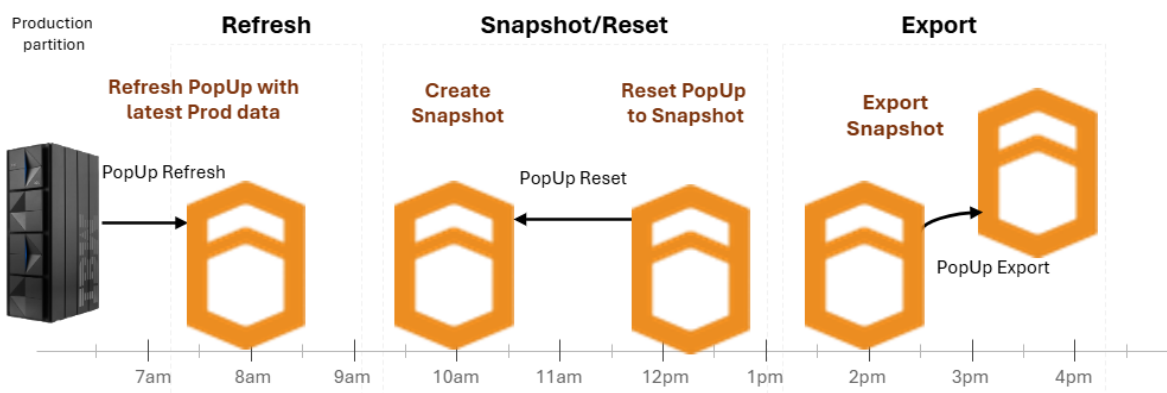 Production
partition
Refresh
Snapshot/Reset
Export
Refresh PopUp with
latest Prod data
Create
Snapshot
Reset PopUp
to Snapshot
Export
Snapshot
PopUp Refresh
PopUp Reset
PopUp Export
7am
8am
9am
10am
11am
12pm
1pm
2pm
3pm
4pm